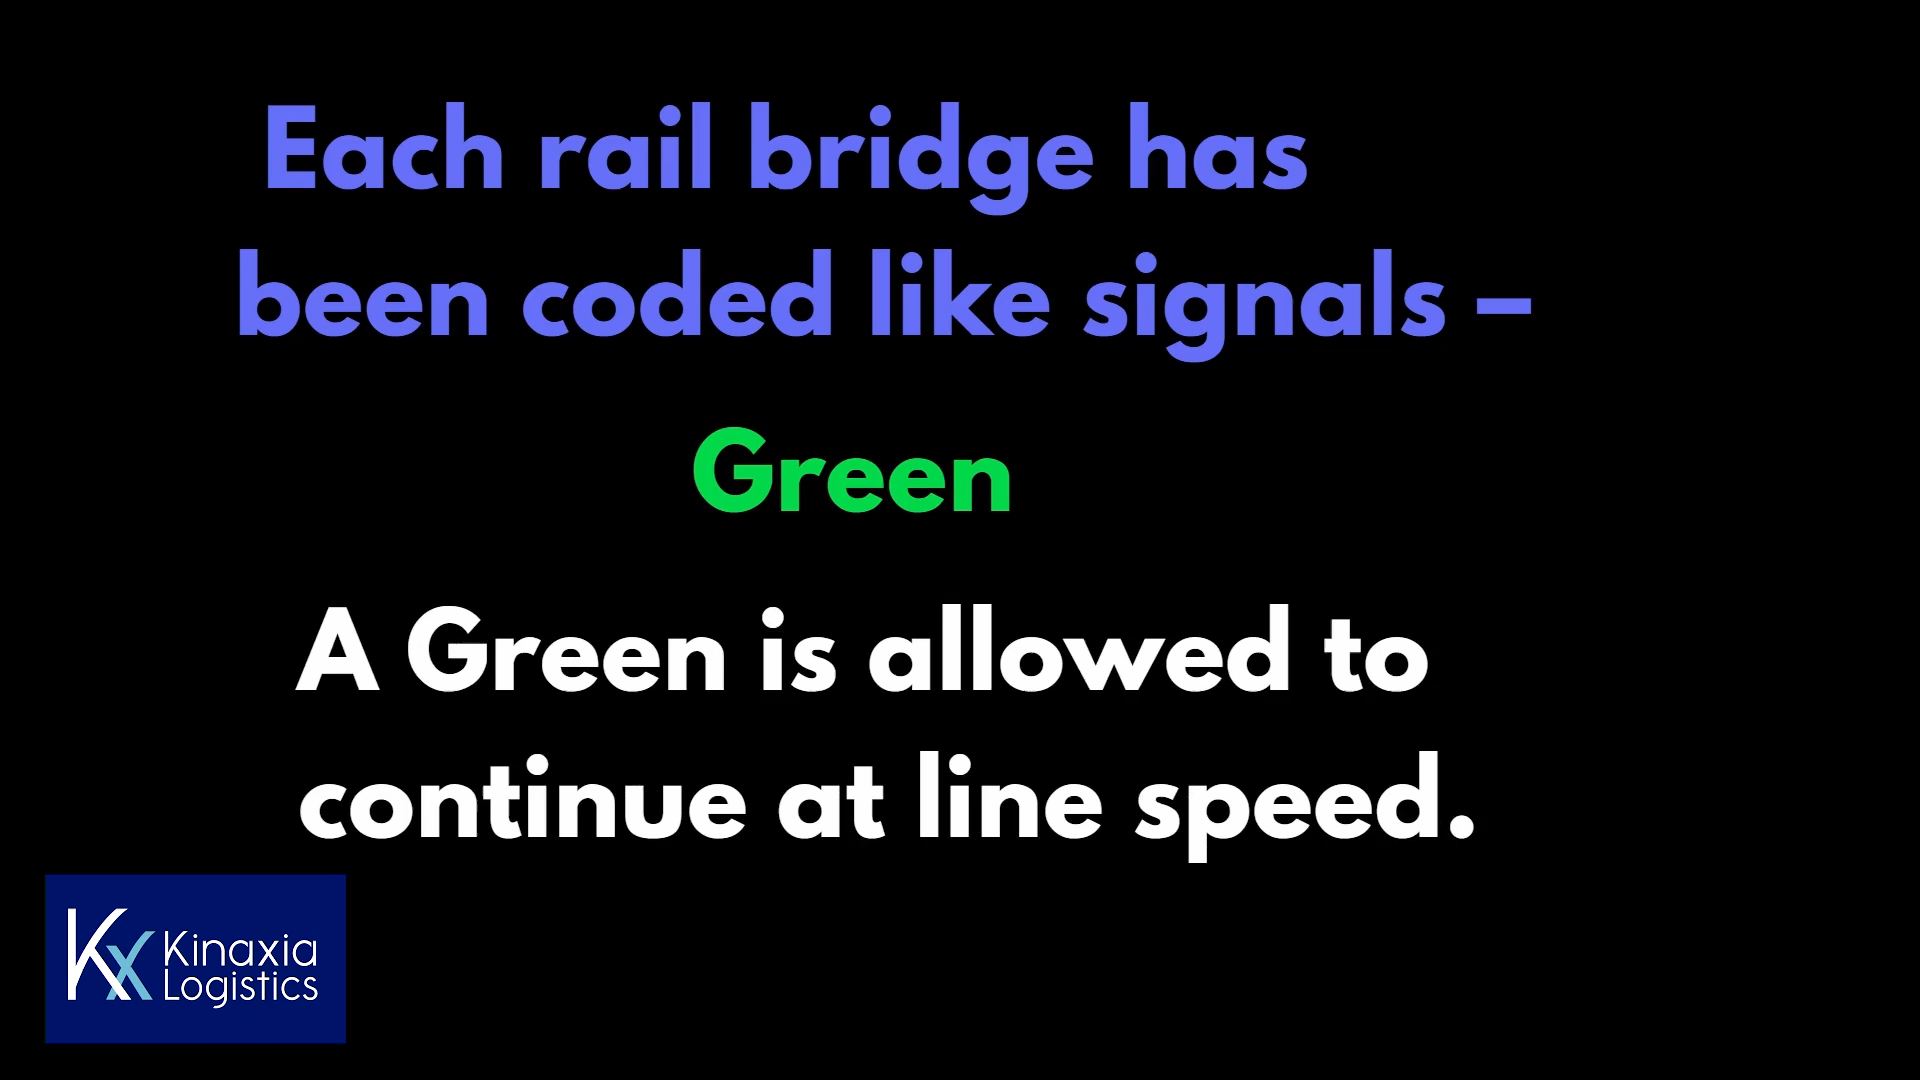 Each rail bridge has
been coded like signals –
Green
A Green is allowed to
continue at line speed.
Kx Kinaxia
Logistics